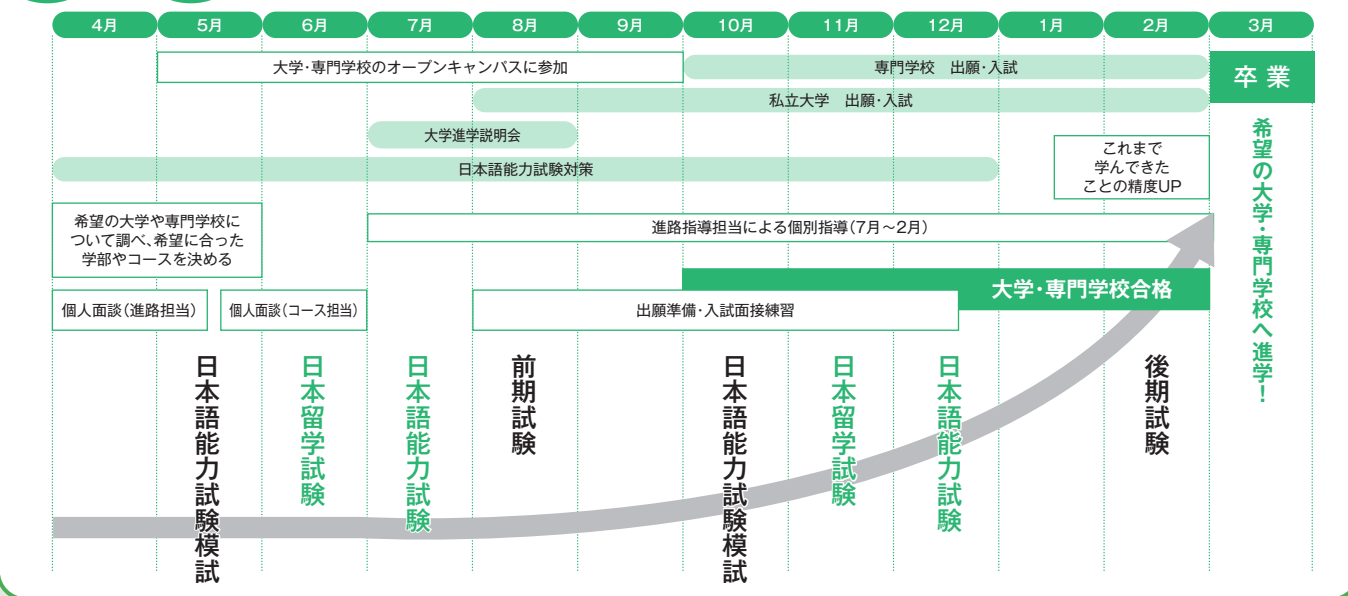 4月 5月 6月 7月 8月 9月 10月 11月 12月 1月 2月 3月
大学・専門学校のオープンキャンパスに参加
専門学校 出願・入試
卒業
私立大学 出願・入試
大学進学説明会
日本語能力試験対策
これまで
学んできた
ことの精度UP
希望の大学や専門学校に
ついて調べ、希望に合った
学部やコースを決める
進路指導担当による個別指導(7月〜2月)
大学・専門学校合格
個人面談(進路担当)
個人面談(コース担当)
出願準備・入試面接練習
日本語能力試験模試
日本留学試験
日本語能力試験
前期試験
日本語能力試験模試
日本留学試験
日本語能力試験
後期試験
希望の大学・専門学校へ進学!